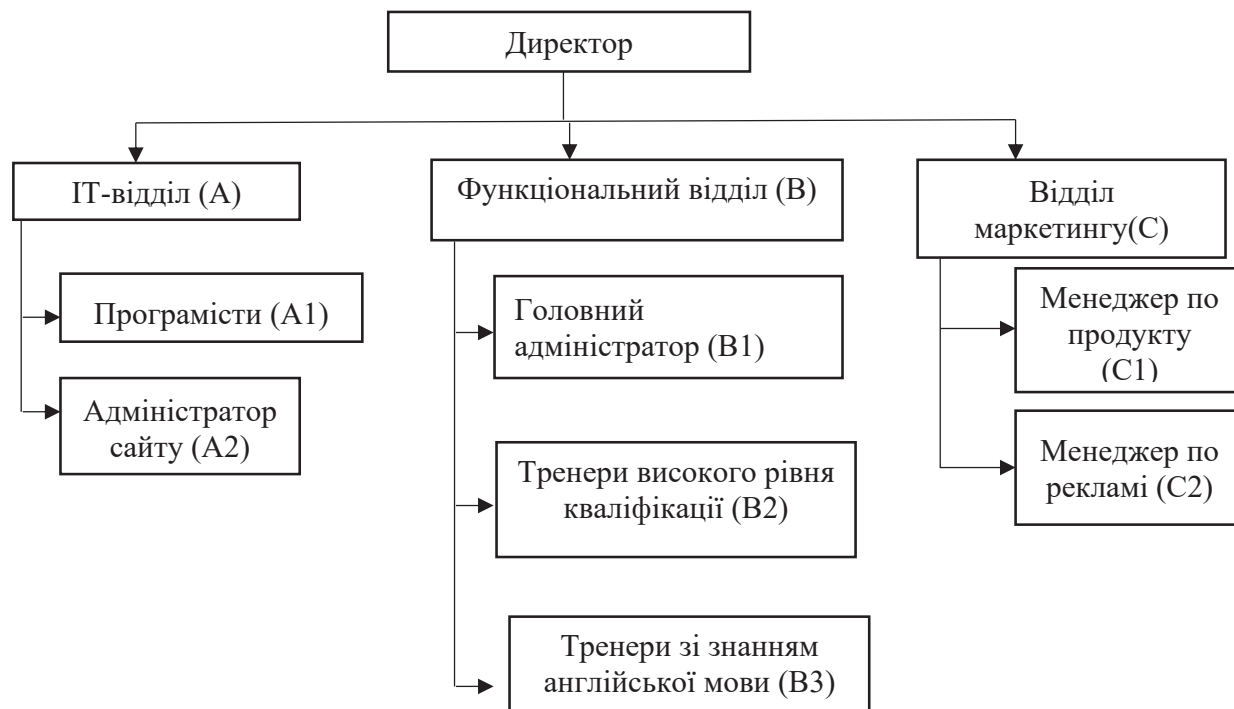 Директор
ІТ-відділ (А)
Функціональний відділ (В)
Відділ
маркетингу(С)
Програмісти (А1)
Адміністратор
сайту (А2)
Головний
адміністратор (В1)
Тренери високого рівня
кваліфікації (В2)
Тренери зі знанням
англійської мови (В3)
Менеджер по
продукту
(С1)
Менеджер по
рекламі (С2)